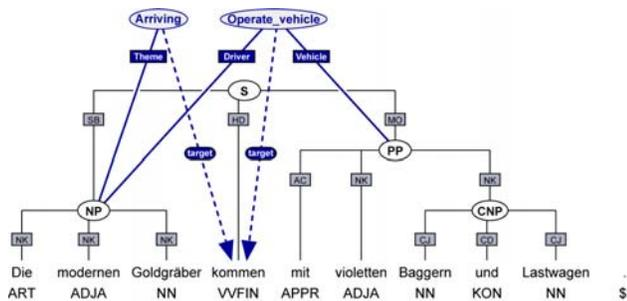 Arriving Operate_vehicle
Theme Driver Vehicle
S
SB HD MO
target target PP
AC NK NK
NP CNP
NK NK NK CJ CD CJ
Die modernen Goldgräber kommen mit violetten Baggern und Lastwagen .
ART ADJA NN VVFIN APPR ADJA NN KON NN $